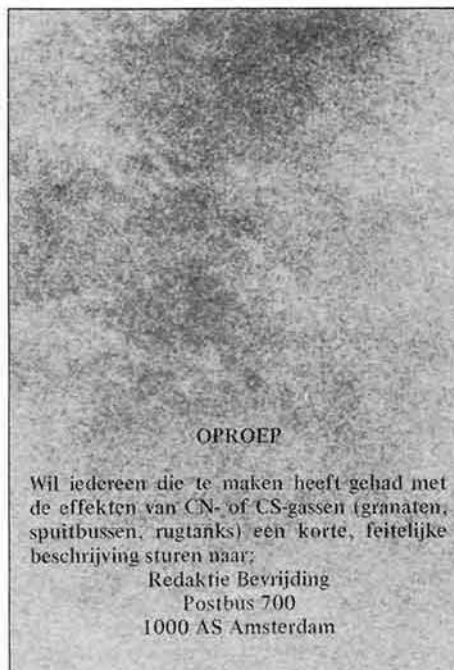 OPROEP
Wil iedereen die te maken heeft gehad met
de effekten van CN- of CS-gassen (granaten,
spuitbussen, rugtanks) een korte, feitelijke
beschrijving sturen naar:
Redaktie Bevrijding
Postbus 700
1000 AS Amsterdam